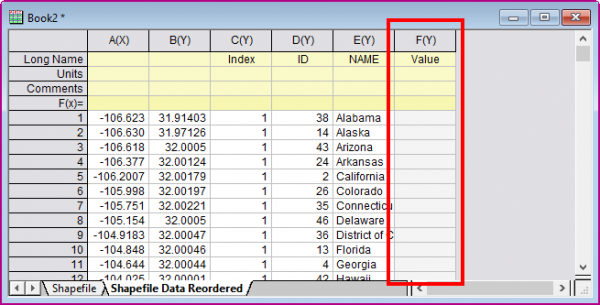 Book2 *
A(X) B(Y) C(Y) D(Y) E(Y) F(Y)
Long Name Index ID NAME Value
Units
Comments
F(x)=
1 -106.623 31.91403 1 38 Alabama
2 -106.630 31.97126 1 14 Alaska
3 -106.618 32.0005 1 43 Arizona
4 -106.377 32.00124 1 24 Arkansas
5 -106.2007 32.00179 1 2 California
6 -105.998 32.00197 1 26 Colorado
7 -105.751 32.00221 1 35 Connecticu
8 -105.154 32.0005 1 46 Delaware
9 -104.9183 32.00047 1 36 District of C
10 -104.848 32.00046 1 13 Florida
11 -104.644 32.00044 1 4 Georgia
12 -104.025 32.00001 1 42 Hawaii
Shapefile Shapefile Data Reordered